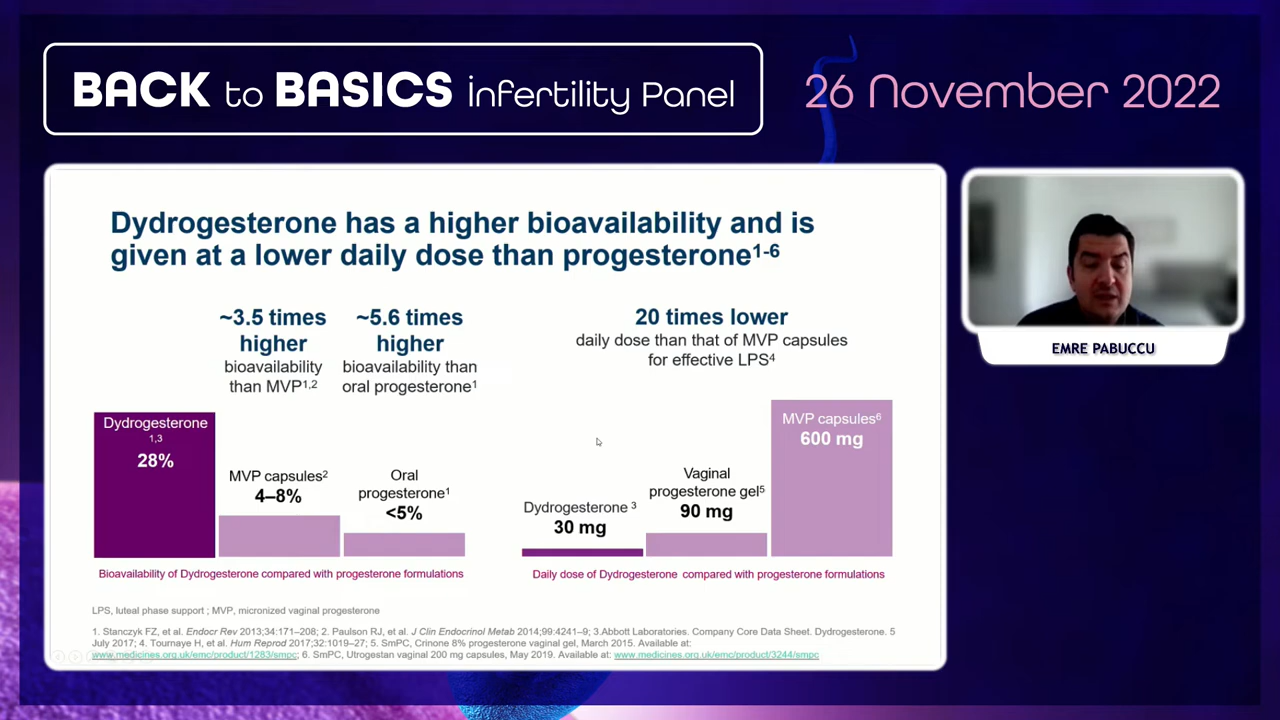 BACK to BASICS infertility Panel
26 November 2022
Dydrogesterone has a higher bioavailability and is
given at a lower daily dose than progesterone¹⁻⁶
~3.5 times
higher
bioavailability
than MVP¹,²
~5.6 times
higher
bioavailability than
oral progesterone¹
20 times lower
daily dose than that of MVP capsules
for effective LPS⁴
Dydrogesterone
1,3
28%
MVP capsules²
4–8%
Oral
progesterone¹
<5%
Bioavailability of Dydrogesterone compared with progesterone formulations
Dydrogesterone ³
30 mg
Vaginal
progesterone gel⁵
90 mg
MVP capsules⁶
600 mg
Daily dose of Dydrogesterone compared with progesterone formulations
LPS, luteal phase support ; MVP, micronized vaginal progesterone
1. Stanczyk FZ, et al. Endocr Rev 2013;34:171–208; 2. Paulson RJ, et al. J Clin Endocrinol Metab 2014;99:4241–9; 3.Abbott Laboratories. Company Core Data Sheet. Dydrogesterone. 5
July 2017; 4. Tournaye H, et al. Hum Reprod 2017;32:1019–27; 5. SmPC, Crinone 8% progesterone vaginal gel, March 2015. Available at:
www.medicines.org.uk/emc/product/1283/smpc; 6. SmPC, Utrogestan vaginal 200 mg capsules, May 2019. Available at: www.medicines.org.uk/emc/product/3244/smpc
EMRE PABUCCU